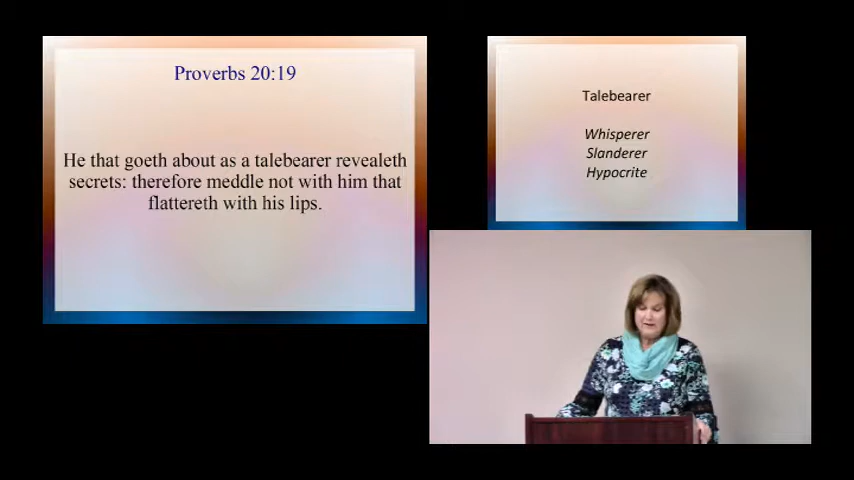 Proverbs 20:19
He that goeth about as a talebearer revealeth
secrets: therefore meddle not with him that
flattereth with his lips.
Talebearer
Whisperer
Slanderer
Hypocrite